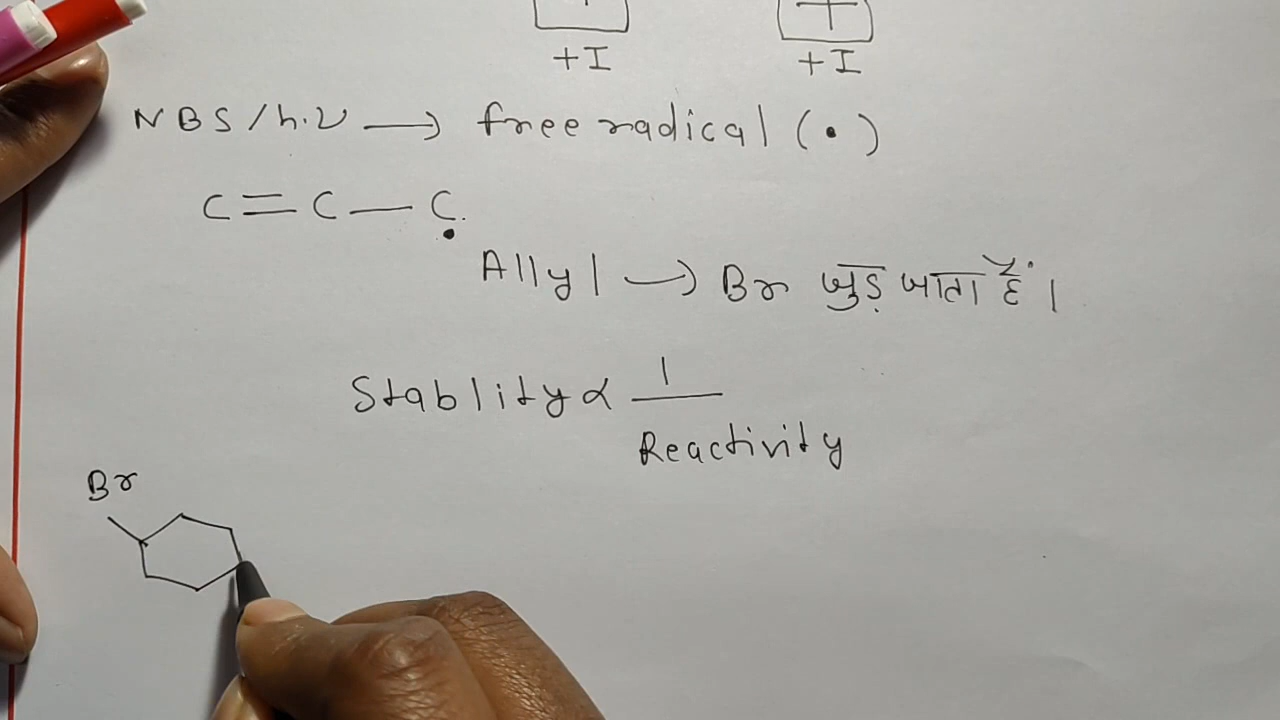 +I +I
NBS/h.ν → free radical (•)
C=C—C.
Allyl → Br जुड़ जाता हैं।
Stablity ∝ 1
Reactivity
Br